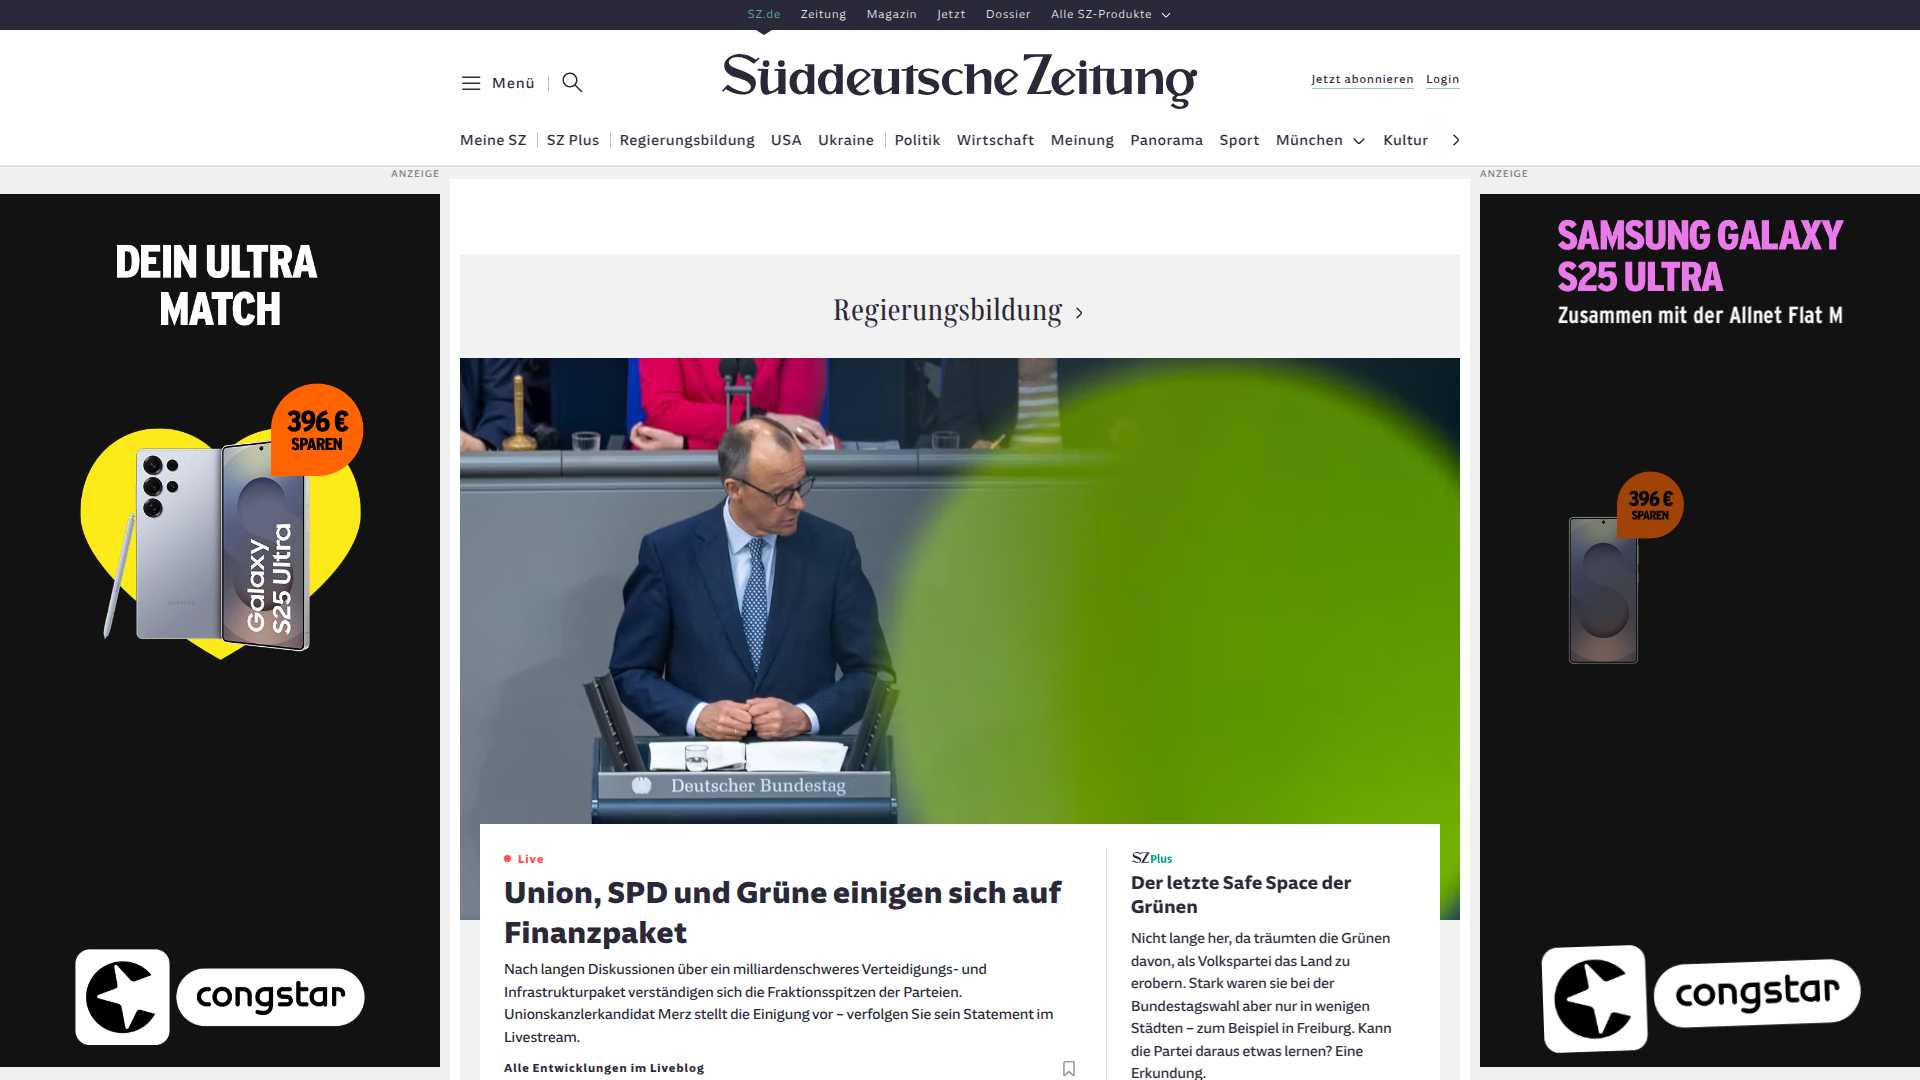 SZ.de Zeitung Magazin Jetzt Dossier Alle SZ-Produkte
Menü
Süddeutsche Zeitung
Jetzt abonnieren Login
Meine SZ SZ Plus Regierungsbildung USA Ukraine Politik Wirtschaft Meinung Panorama Sport München Kultur
ANZEIGE
DEIN ULTRA
MATCH
396 €
SPAREN
Galaxy
S25 Ultra
congstar
Regierungsbildung
Deutscher Bundestag
Live
Union, SPD und Grüne einigen sich auf
Finanzpaket
Nach langen Diskussionen über ein milliardenschweres Verteidigungs- und
Infrastrukturpaket verständigen sich die Fraktionsspitzen der Parteien.
Unionskanzlerkandidat Merz stellt die Einigung vor – verfolgen Sie sein Statement im
Livestream.
Alle Entwicklungen im Liveblog
SZ Plus
Der letzte Safe Space der
Grünen
Nicht lange her, da träumten die Grünen
davon, als Volkspartei das Land zu
erobern. Stark waren sie bei der
Bundestagswahl aber nur in wenigen
Städten – zum Beispiel in Freiburg. Kann
die Partei daraus etwas lernen? Eine
Erkundung.
ANZEIGE
SAMSUNG GALAXY
S25 ULTRA
Zusammen mit der Allnet Flat M
396 €
SPAREN
congstar